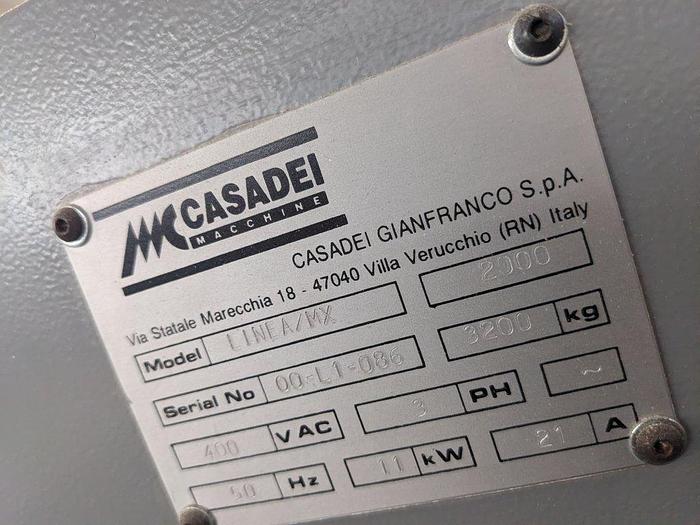 CASADEI
MACCHINE
CASADEI GIANFRANCO S.p.A.
Via Statale Marecchia 18 - 47040 Villa Verucchio (RN) Italy
Model LINEA/MX 2000
Serial No 00-L1-086 3200 kg
400 V AC 3 PH ~
50 Hz 11 kW 21 A